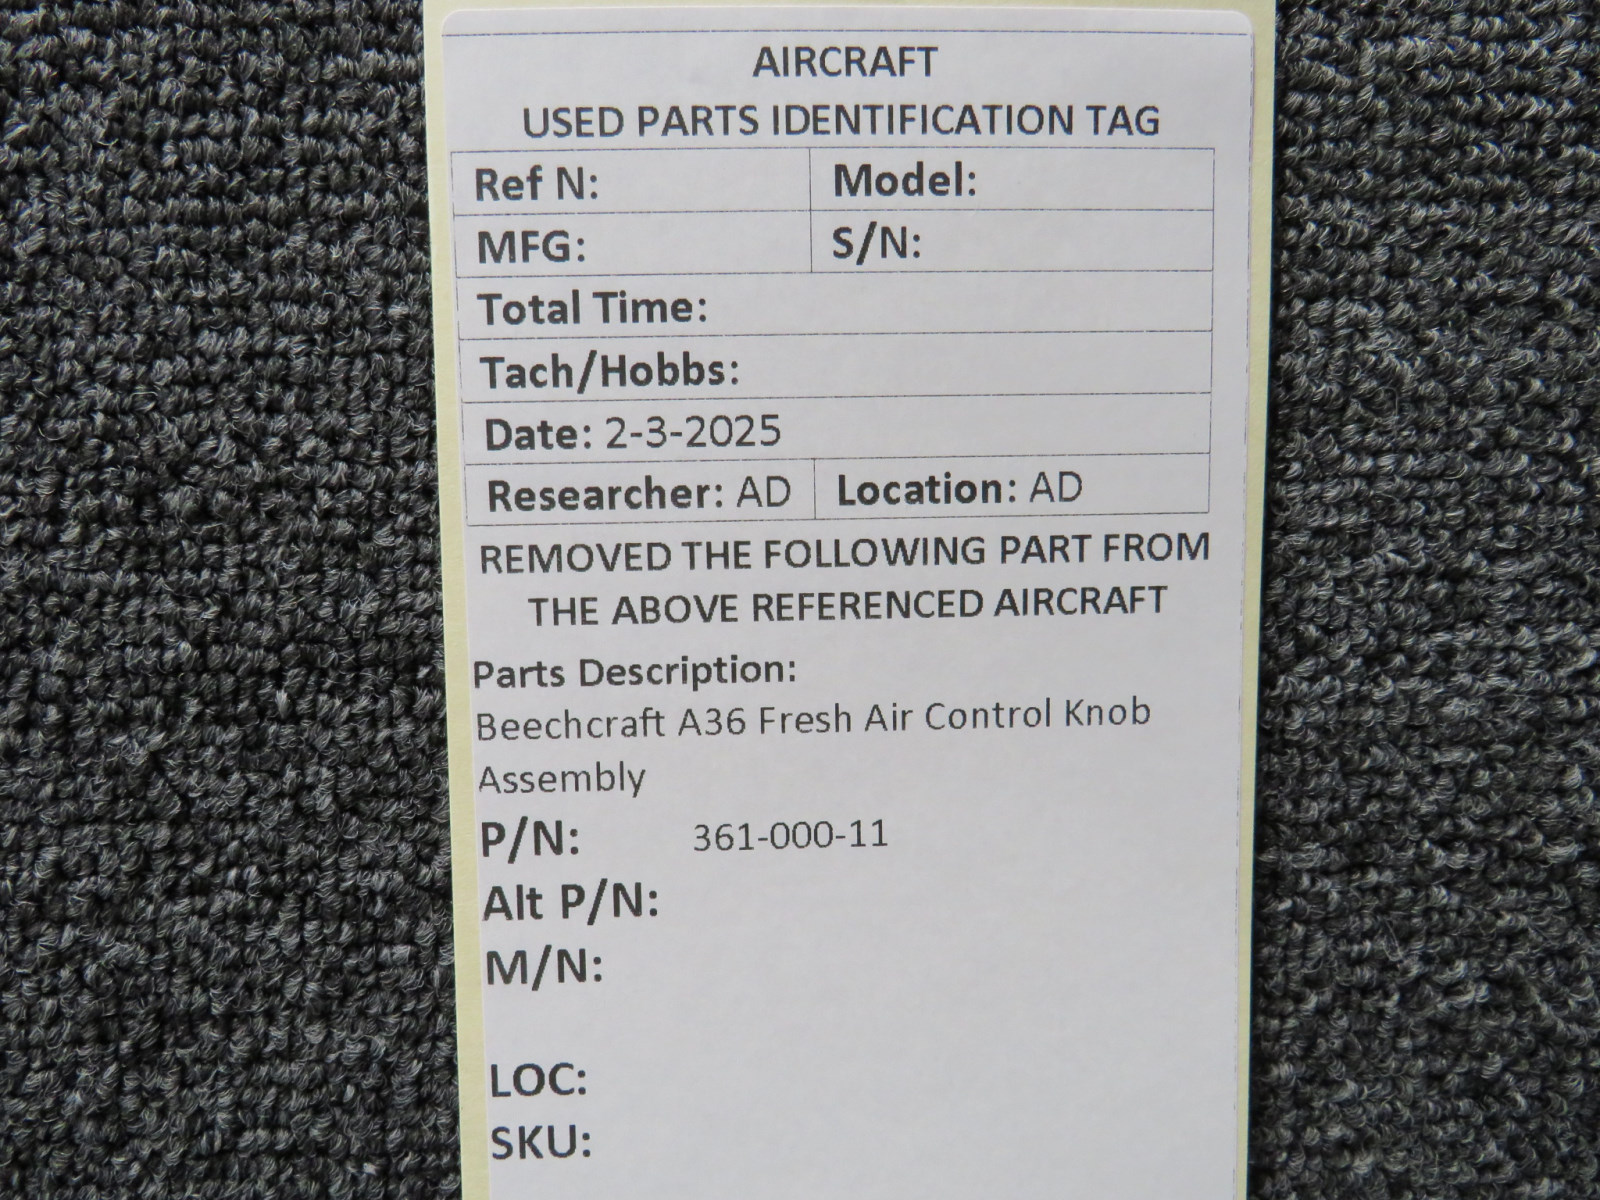 AIRCRAFT
USED PARTS IDENTIFICATION TAG
Ref N: Model:
MFG: S/N:
Total Time:
Tach/Hobbs:
Date: 2-3-2025
Researcher: AD Location: AD
REMOVED THE FOLLOWING PART FROM
THE ABOVE REFERENCED AIRCRAFT
Parts Description:
Beechcraft A36 Fresh Air Control Knob
Assembly
P/N: 361-000-11
Alt P/N:
M/N:
LOC:
SKU: